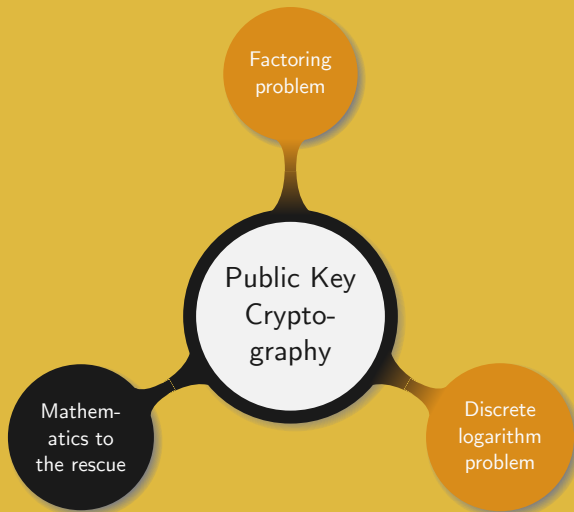 Factoring
problem
Public Key
Crypto-
graphy
Mathem-
atics to
the rescue
Discrete
logarithm
problem